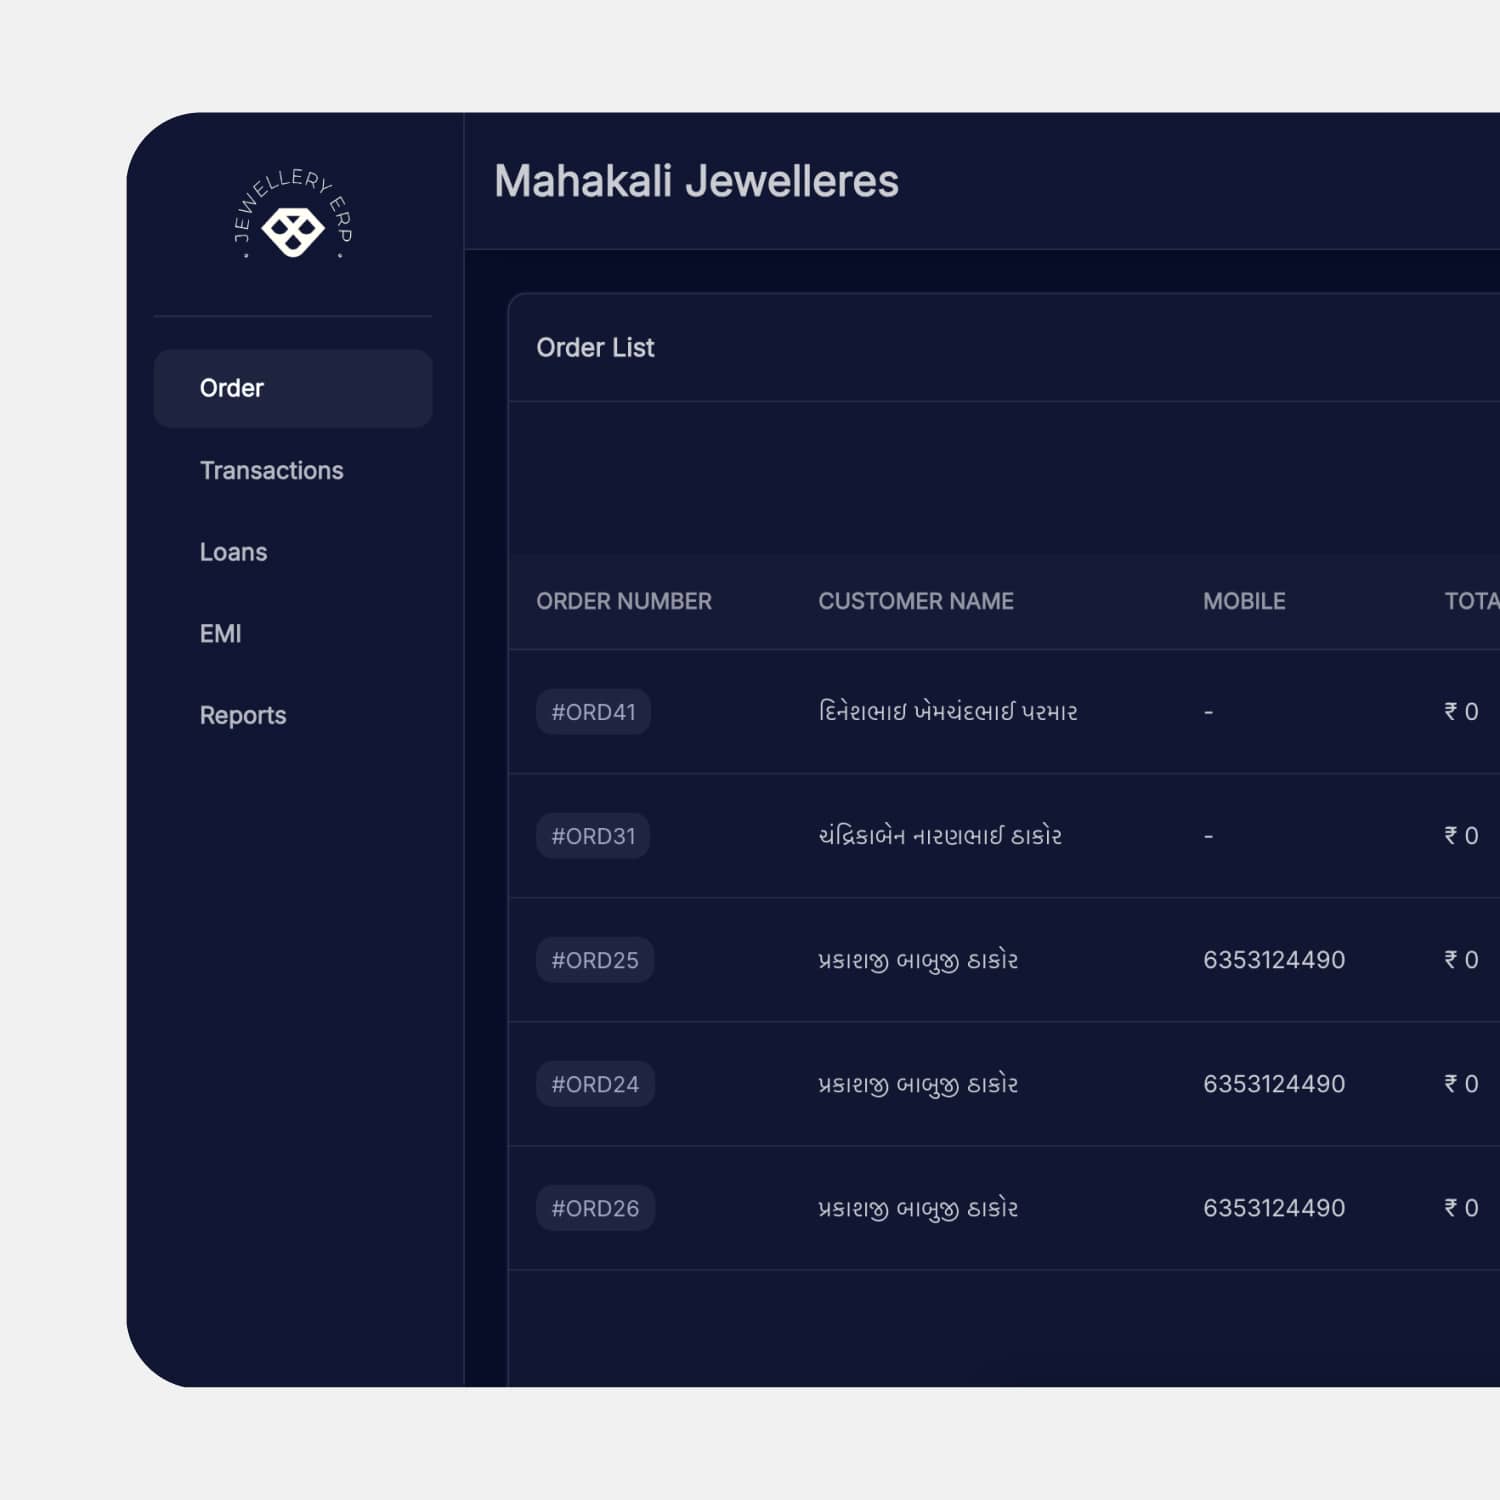 JEWELLERY ERP
Mahakali Jewelleres
Order
Transactions
Loans
EMI
Reports
Order List
ORDER NUMBER CUSTOMER NAME MOBILE TOTA
#ORD41 દિનેશભાઇ ખેમચંદભાઈ પરમાર - ₹ 0
#ORD31 ચંદ્રિકાબેન નારણભાઈ ઠાકોર - ₹ 0
#ORD25 પ્રકાશજી બાબુજી ઠાકોર 6353124490 ₹ 0
#ORD24 પ્રકાશજી બાબુજી ઠાકોર 6353124490 ₹ 0
#ORD26 પ્રકાશજી બાબુજી ઠાકોર 6353124490 ₹ 0